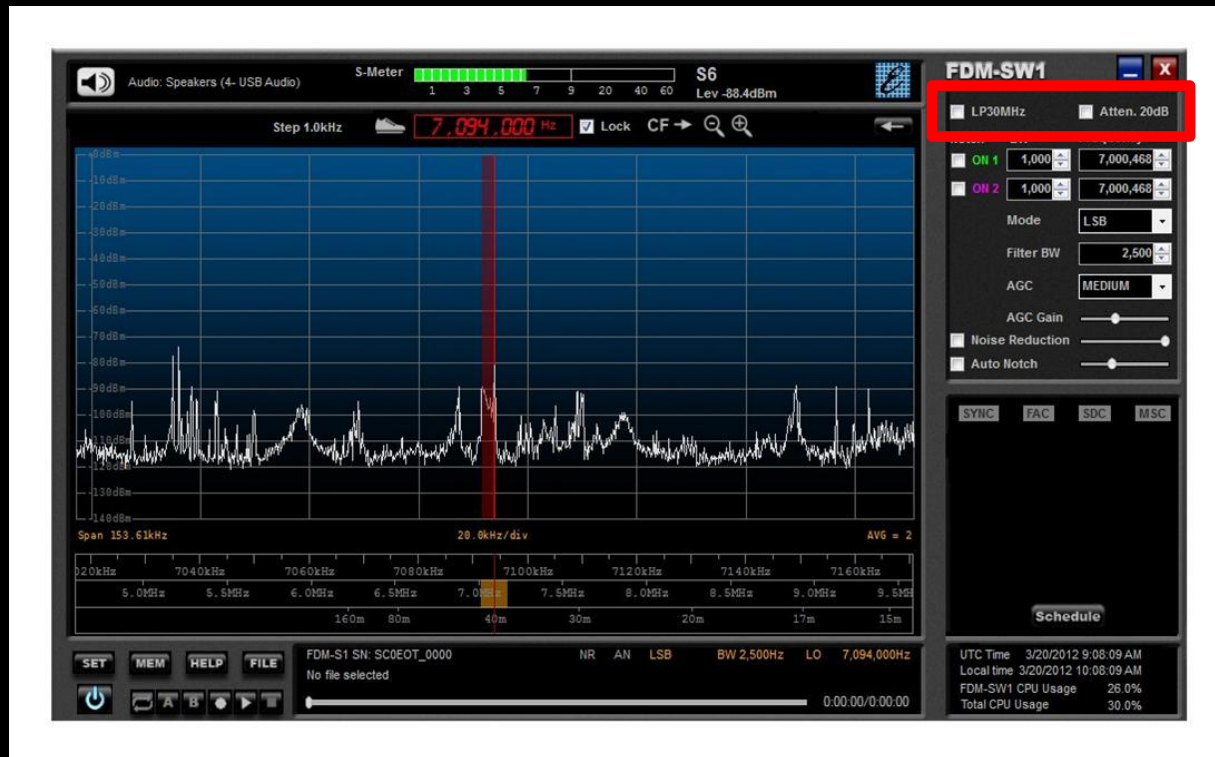 Audio: Speakers (4- USB Audio)
S-Meter
1 3 5 7 9 20 40 60
S6
Lev -88.4dBm
Step 1.0kHz
7,094,000 Hz
Lock
CF
0dBm
-10dBm
-20dBm
-30dBm
-40dBm
-50dBm
-60dBm
-70dBm
-80dBm
-90dBm
-100dBm
-110dBm
-120dBm
-130dBm
-140dBm
Span 153.61kHz 20.0kHz/div AVG = 2
020kHz 7040kHz 7060kHz 7080kHz 7100kHz 7120kHz 7140kHz 7160kHz
5.0MHz 5.5MHz 6.0MHz 6.5MHz 7.0MHz 7.5MHz 8.0MHz 8.5MHz 9.0MHz 9.5MH
160m 80m 40m 30m 20m 17m 15m
SET MEM HELP FILE
A B
FDM-S1 SN: SC0EOT_0000 NR AN LSB BW 2,500Hz LO 7,094,000Hz
No file selected
0:00:00/0:00:00
FDM-SW1
X
LP30MHz Atten. 20dB
ON 1 1,000 7,000,468
ON 2 1,000 7,000,468
Mode LSB
Filter BW 2,500
AGC MEDIUM
AGC Gain
Noise Reduction
Auto Notch
SYNC FAC SDC MSC
Schedule
UTC Time 3/20/2012 9:08:09 AM
Local time 3/20/2012 10:08:09 AM
FDM-SW1 CPU Usage 26.0%
Total CPU Usage 30.0%